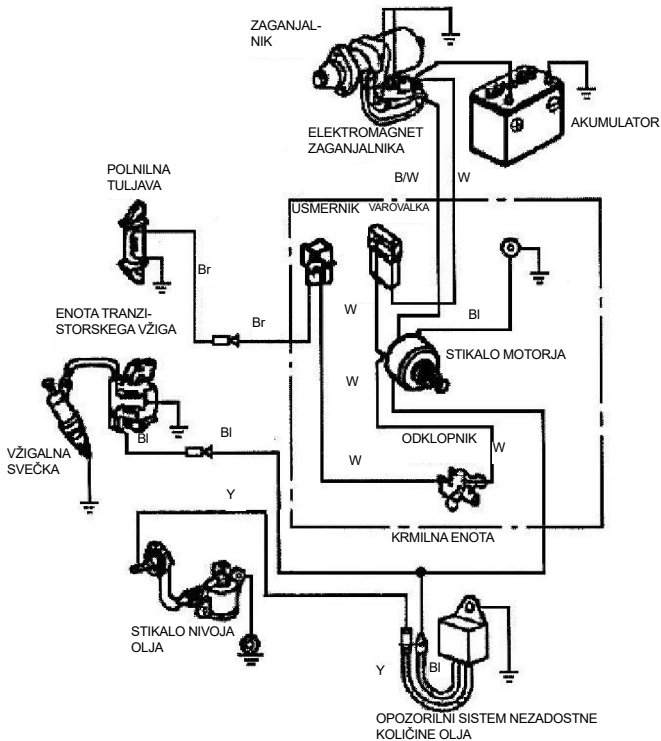 ZAGANJAL-
NIK
AKUMULATOR
ELEKTROMAGNET
ZAGANJALNIKA
POLNILNA
TULJAVA
B/W
W
USMERNIK
VAROVALKA
Br
ENOTA TRANZI-
STORSKEGA VŽIGA
Br
W
Bl
STIKALO MOTORJA
W
Bl
Bl
VŽIGALNA
SVEČKA
ODKLOPNIK
W
W
Y
KRMILNA ENOTA
STIKALO NIVOJA
OLJA
Y
Bl
OPOZORILNI SISTEM NEZADOSTNE
KOLIČINE OLJA